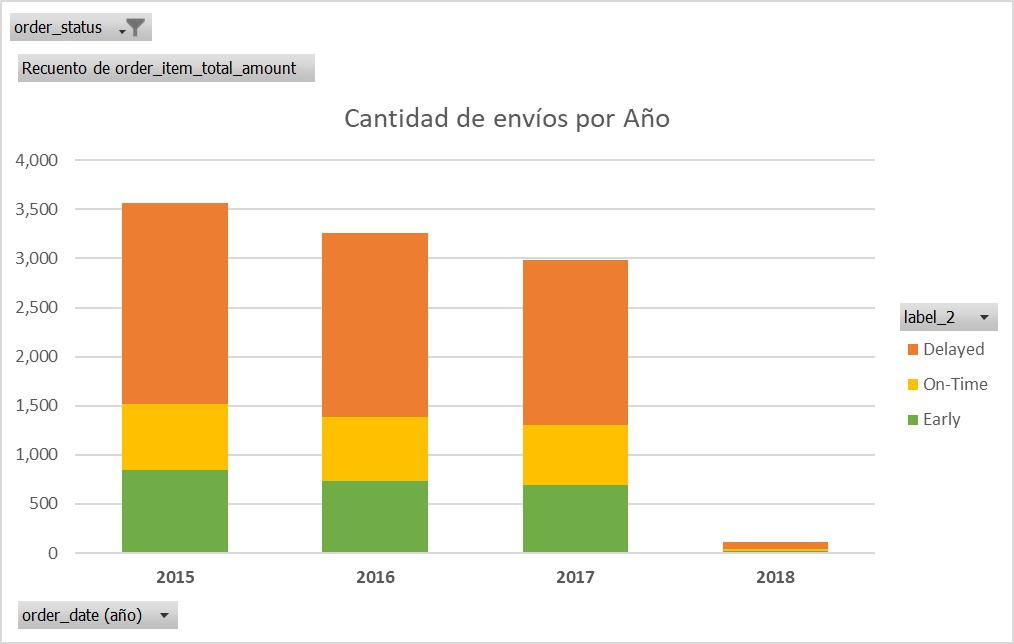 order_status
Recuento de order_item_total_amount
Cantidad de envíos por Año
4,000
3,500
3,000
2,500
2,000
1,500
1,000
500
0
2015 2016 2017 2018
label_2
Delayed
On-Time
Early
order_date (año)